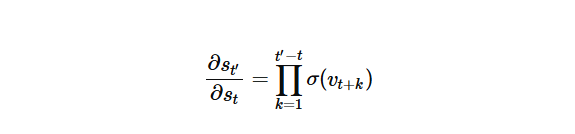 ∂s_{t′}/∂s_t = ∏_{k=1}^{t′−t} σ(v_{t+k})